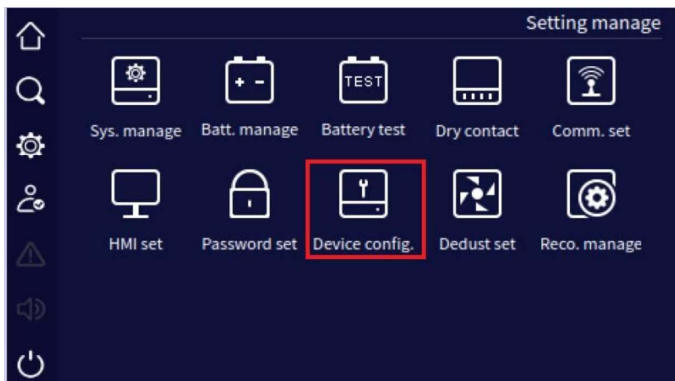 Setting manage
TEST
Sys. manage Batt. manage Battery test Dry contact Comm. set
HMI set Password set Device config. Dedust set Reco. manage